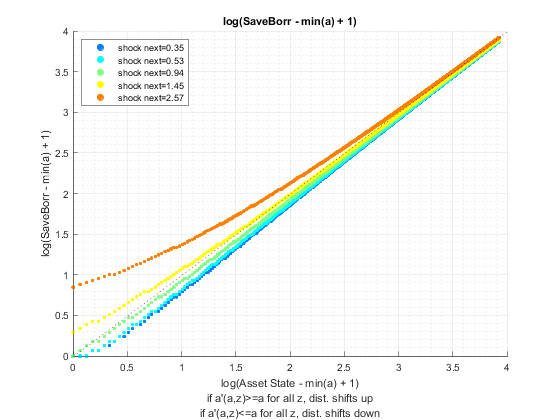 log(SaveBorr - min(a) + 1)
4
3.5
3
2.5
2
1.5
1
0.5
0
shock next=0.35
shock next=0.53
shock next=0.94
shock next=1.45
shock next=2.57
log(SaveBorr - min(a) + 1)
0 0.5 1 1.5 2 2.5 3 3.5 4
log(Asset State - min(a) + 1)
if a'(a,z)>=a for all z, dist. shifts up
if a'(a,z)<=a for all z, dist. shifts down